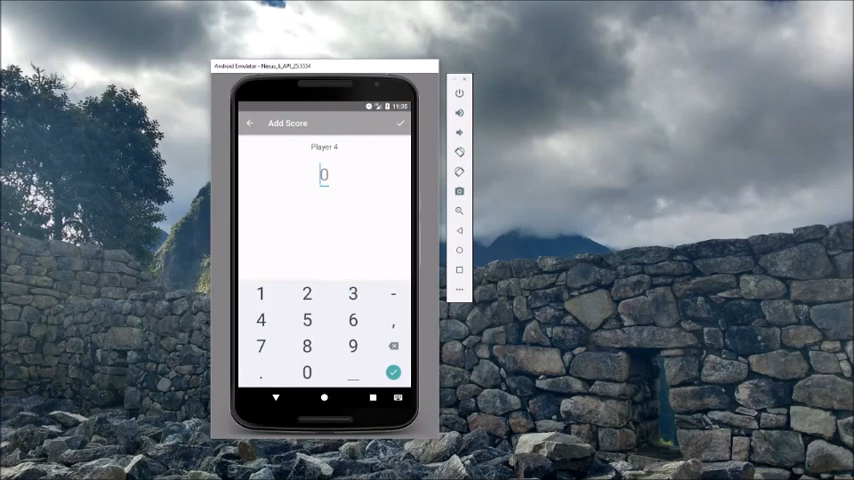 Android Emulator - Nexus_6_API_25:5554
11:35
Add Score
Player 4
0
1 2 3 -
4 5 6 ,
7 8 9
. 0 _